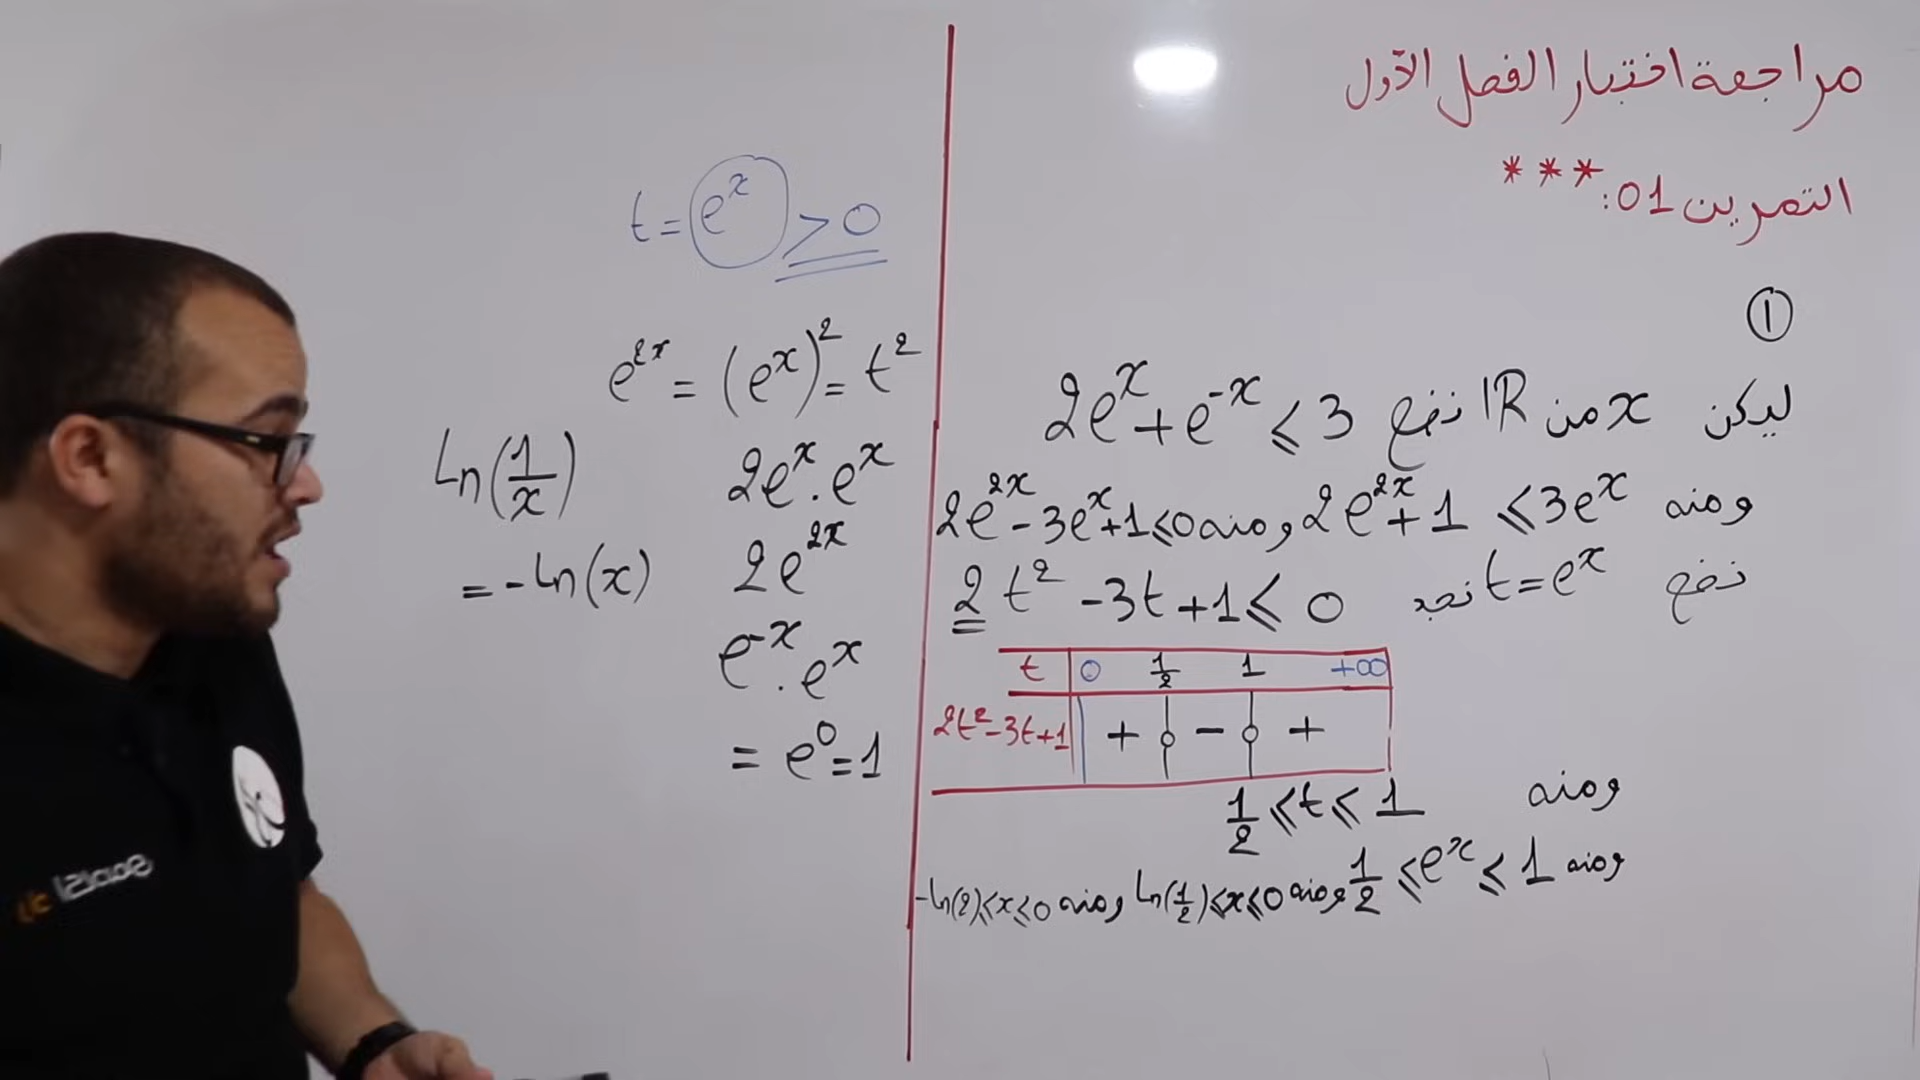 مراجعة اختبار الفصل الأول
التمرين 01: ***
①
ليكن x من IR نضع 2e^x + e^-x ⩽ 3
ومنه 2e^2x + 1 ⩽ 3e^x ومنه 2e^2x - 3e^x + 1 ⩽ 0
نضع t = e^x نجد 2t² - 3t + 1 ⩽ 0
t 0 1/2 1 +∞
2t² - 3t + 1 + - +
ومنه 1/2 ⩽ t ⩽ 1
ومنه 1/2 ⩽ e^x ⩽ 1 ومنه ln(1/2) ⩽ x ⩽ 0 ومنه -ln(2) ⩽ x ⩽ 0
t = e^x > 0
e^2x = (e^x)² = t²
2e^x . e^x
2e^2x
e^-x . e^x
= e^0 = 1
Ln(1/x)
= -Ln(x)